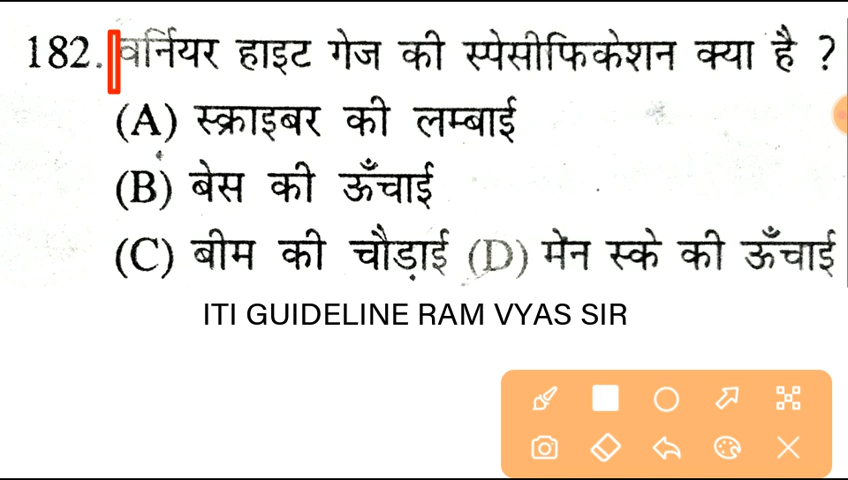 182. वर्नियर हाइट गेज की स्पेसीफिकेशन क्या है ?
(A) स्क्राइबर की लम्बाई
(B) बेस की ऊँचाई
(C) बीम की चौड़ाई (D) मेन स्के की ऊँचाई
ITI GUIDELINE RAM VYAS SIR